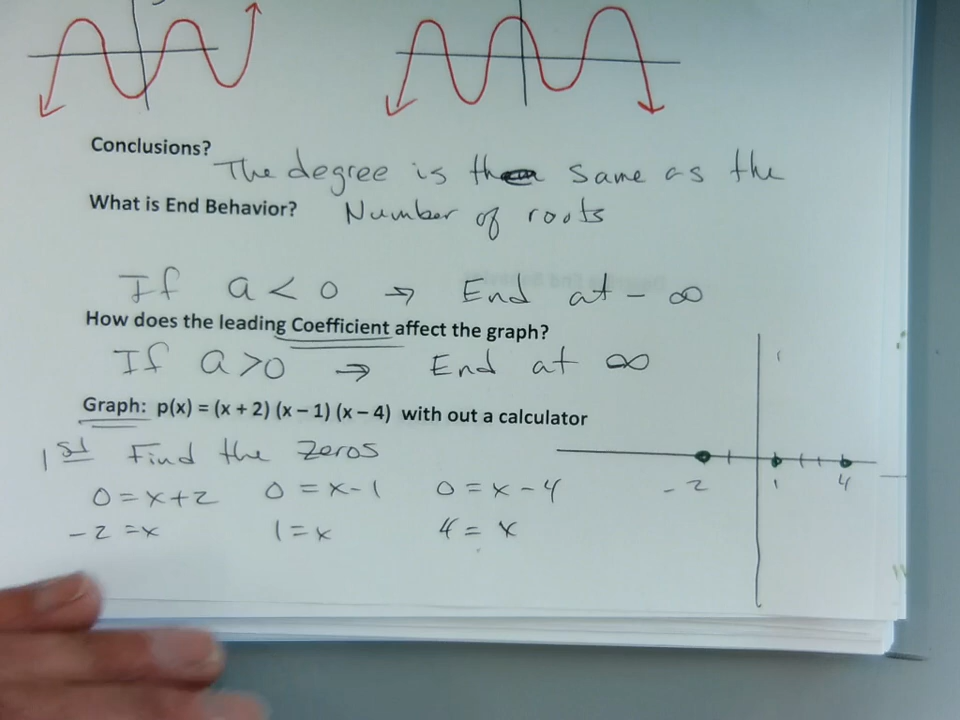 Conclusions?
The degree is the same as the
What is End Behavior? Number of roots
If a < 0 → End at - ∞
How does the leading Coefficient affect the graph?
If a > 0 → End at ∞
Graph: p(x) = (x + 2) (x – 1) (x – 4) with out a calculator
1st Find the Zeros
0 = x + 2 0 = x - 1 0 = x - 4
-2 = x 1 = x 4 = x
-2 1 4